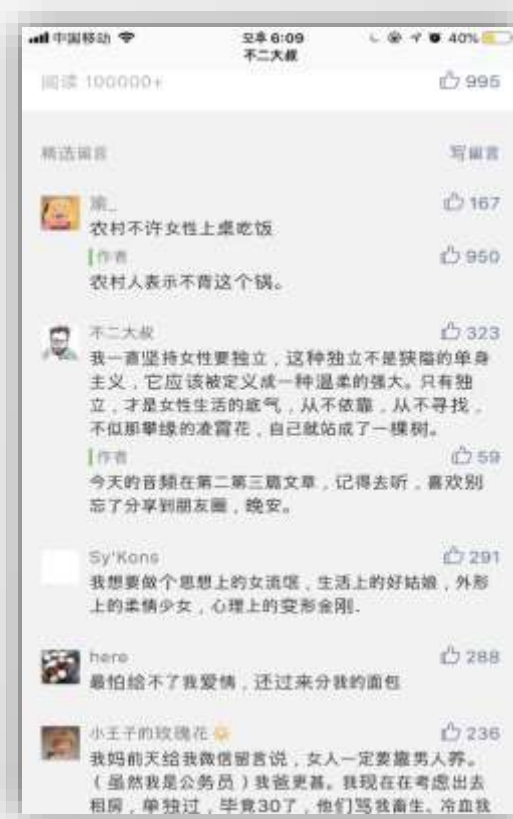 中国移动 오후 6:09 40%
不二大叔
阅读 100000+ 995
精选留言 写留言
瑜_ 167
农村不许女性上桌吃饭
作者 950
农村人表示不背这个锅。
不二大叔 323
我一直坚持女性要独立，这种独立不是狭隘的单身
主义，它应该被定义成一种温柔的强大。只有独
立，才是女性生活的底气，从不依靠，从不寻找，
不似那攀缘的凌霄花，自己就站成了一棵树。
作者 59
今天的音频在第二第三篇文章，记得去听，喜欢别
忘了分享到朋友圈，晚安。
Sy'Kons 291
我想要做个思想上的女流氓，生活上的好姑娘，外形
上的柔情少女，心理上的变形金刚.
here 288
最怕给不了我爱情，还过来分我的面包
小王子的玫瑰花 236
我妈前天给我微信留言说，女人一定要靠男人养。
（虽然我是公务员）我爸更甚。我现在在考虑出去
租房，单独过，毕竟30了，他们骂我畜生、冷血我